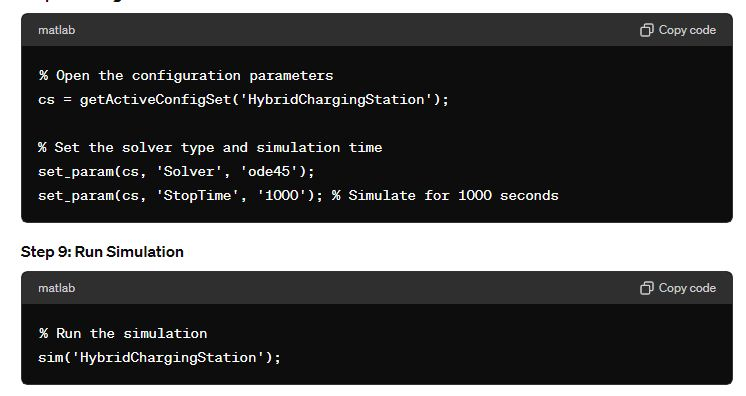 matlab
Copy code
% Open the configuration parameters
cs = getActiveConfigSet('HybridChargingStation');
% Set the solver type and simulation time
set_param(cs, 'Solver', 'ode45');
set_param(cs, 'StopTime', '1000'); % Simulate for 1000 seconds
Step 9: Run Simulation
matlab
Copy code
% Run the simulation
sim('HybridChargingStation');